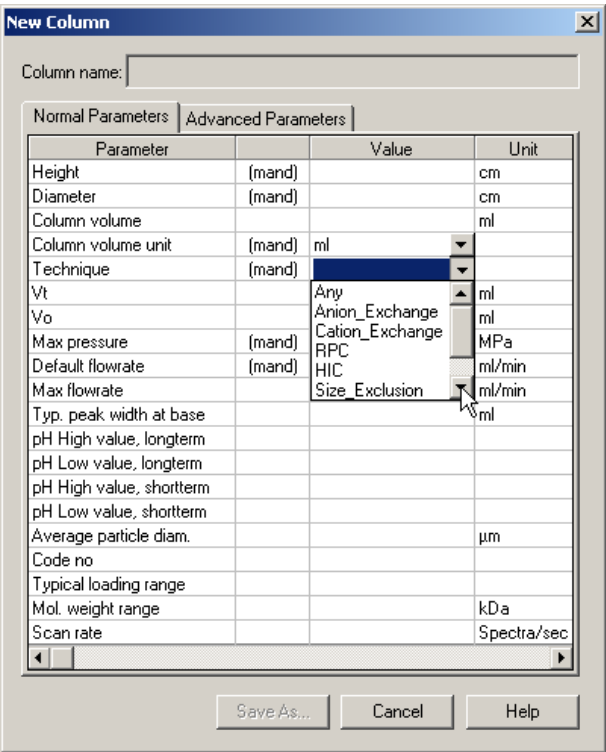 New Column
Column name:
Normal Parameters Advanced Parameters
Parameter Value Unit
Height (mand) cm
Diameter (mand) cm
Column volume ml
Column volume unit (mand) ml
Technique (mand)
Any
Anion_Exchange
Cation_Exchange
RPC
HIC
Size_Exclusion
Vt ml
Vo ml
Max pressure (mand) MPa
Default flowrate (mand) ml/min
Max flowrate ml/min
Typ. peak width at base ml
pH High value, longterm
pH Low value, longterm
pH High value, shortterm
pH Low value, shortterm
Average particle diam. µm
Code no
Typical loading range
Mol. weight range kDa
Scan rate Spectra/sec
Save As... Cancel Help